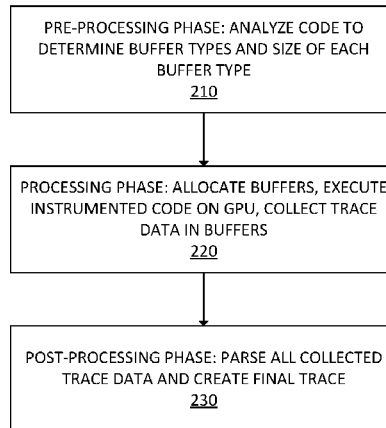 PRE-PROCESSING PHASE: ANALYZE CODE TO
DETERMINE BUFFER TYPES AND SIZE OF EACH
BUFFER TYPE
210
PROCESSING PHASE: ALLOCATE BUFFERS, EXECUTE
INSTRUMENTED CODE ON GPU, COLLECT TRACE
DATA IN BUFFERS
220
POST-PROCESSING PHASE: PARSE ALL COLLECTED
TRACE DATA AND CREATE FINAL TRACE
230